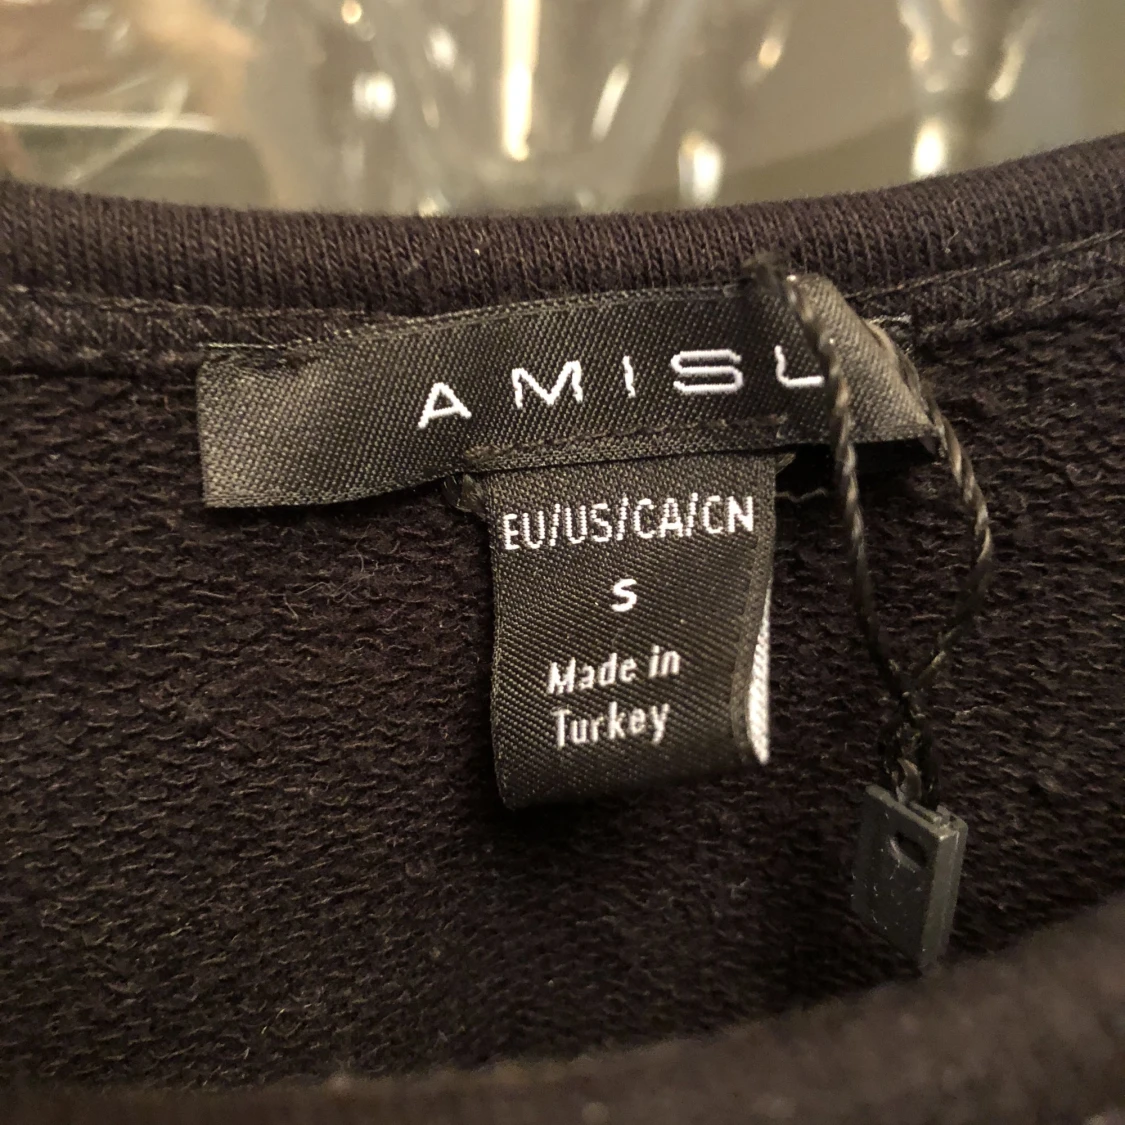 AMISU
EU/US/CA/CN
S
Made in
Turkey